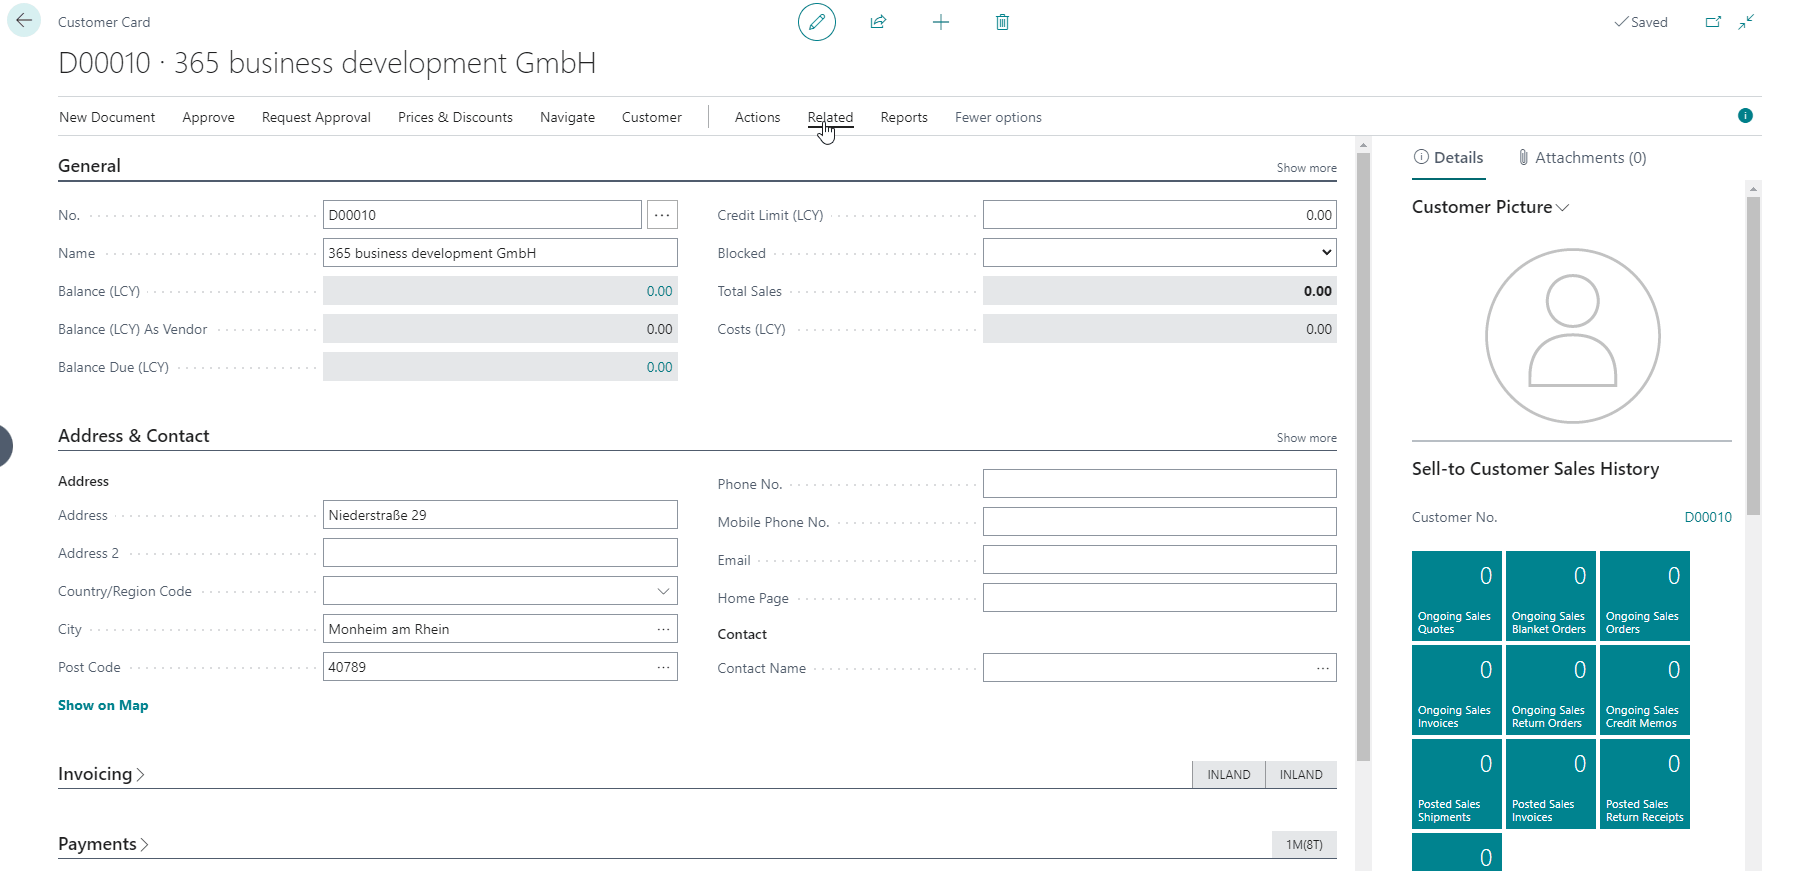 Customer Card
Saved
D00010 · 365 business development GmbH
New Document Approve Request Approval Prices & Discounts Navigate Customer Actions Related Reports Fewer options
General
Show more
No.
D00010
Name
365 business development GmbH
Balance (LCY)
0.00
Balance (LCY) As Vendor
0.00
Balance Due (LCY)
0.00
Credit Limit (LCY)
0.00
Blocked
Total Sales
0.00
Costs (LCY)
0.00
Address & Contact
Show more
Address
Address
Niederstraße 29
Address 2
Country/Region Code
City
Monheim am Rhein
Post Code
40789
Show on Map
Phone No.
Mobile Phone No.
Email
Home Page
Contact
Contact Name
Invoicing
INLAND INLAND
Payments
1M(8T)
Details
Attachments (0)
Customer Picture
Sell-to Customer Sales History
Customer No.
D00010
0
Ongoing Sales
Quotes
0
Ongoing Sales
Blanket Orders
0
Ongoing Sales
Orders
0
Ongoing Sales
Invoices
0
Ongoing Sales
Return Orders
0
Ongoing Sales
Credit Memos
0
Posted Sales
Shipments
0
Posted Sales
Invoices
0
Posted Sales
Return Receipts
0